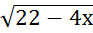 √(22 − 4x)